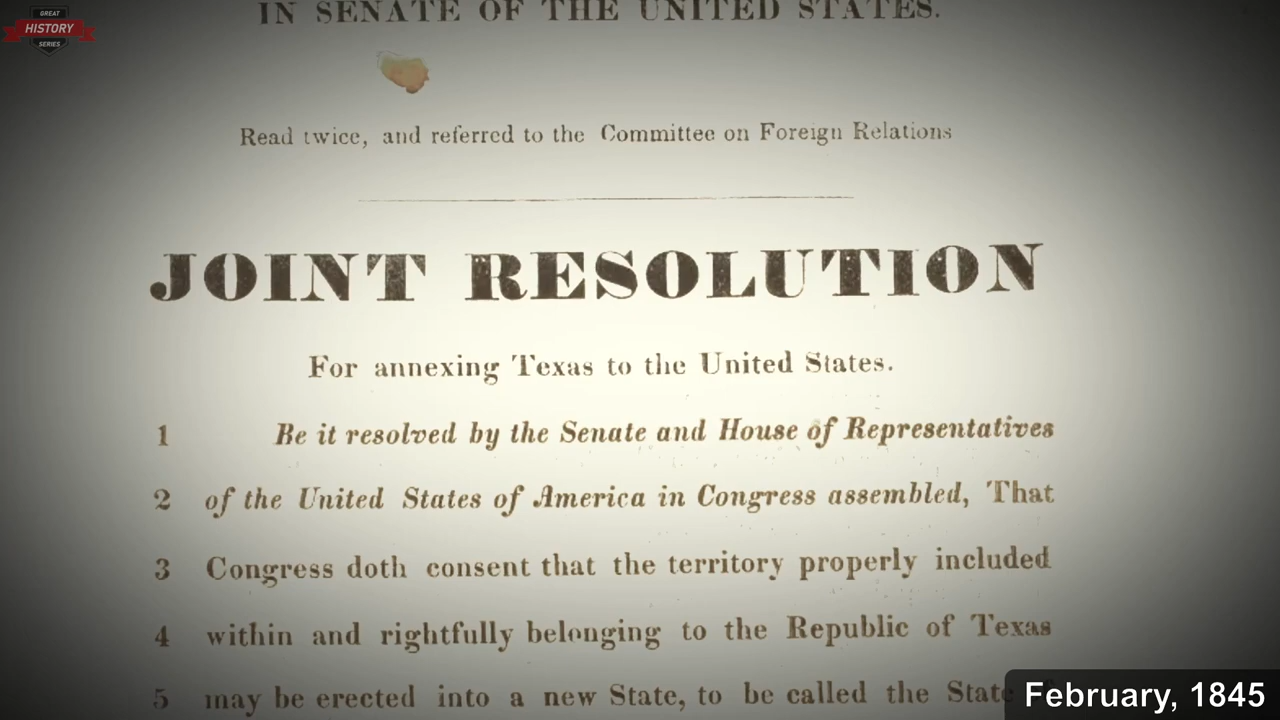 GREAT
HISTORY
SERIES
IN SENATE OF THE UNITED STATES.
Read twice, and referred to the Committee on Foreign Relations
JOINT RESOLUTION
For annexing Texas to the United States.
1 Be it resolved by the Senate and House of Representatives
2 of the United States of America in Congress assembled, That
3 Congress doth consent that the territory properly included
4 within and rightfully belonging to the Republic of Texas
5 may be erected into a new State, to be called the State
February, 1845